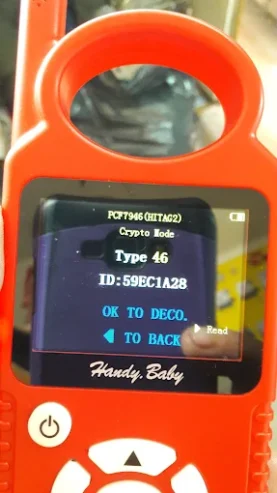 PCF7946(HITAG2)
Crypto Mode
Type 46
ID:59EC1A28
OK TO DECO.
TO BACK
Read
Handy.Baby